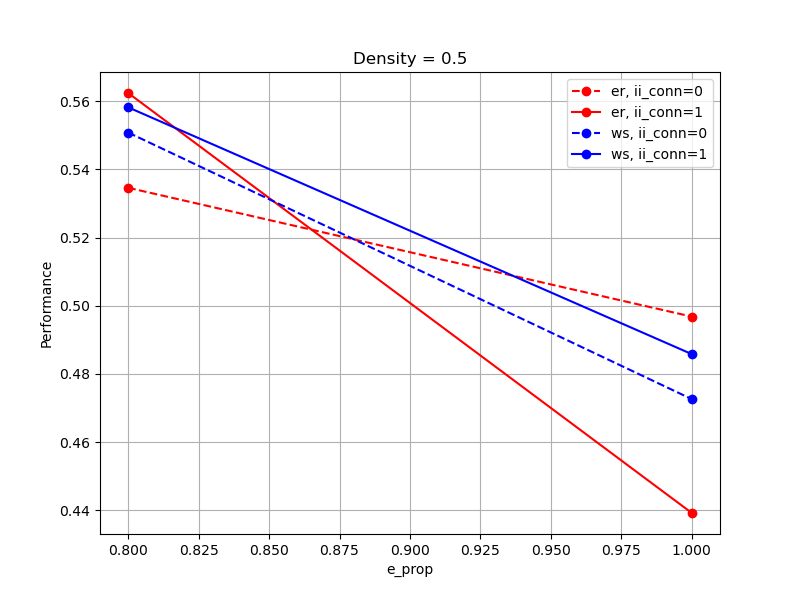 Density = 0.5
er, ii_conn=0
er, ii_conn=1
ws, ii_conn=0
ws, ii_conn=1
Performance
0.56
0.54
0.52
0.50
0.48
0.46
0.44
0.800 0.825 0.850 0.875 0.900 0.925 0.950 0.975 1.000
e_prop